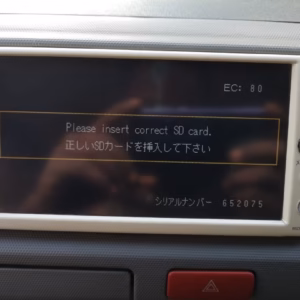 EC: 80
Please insert correct SD card.
正しいSDカードを挿入して下さい
シリアルナンバー 652075